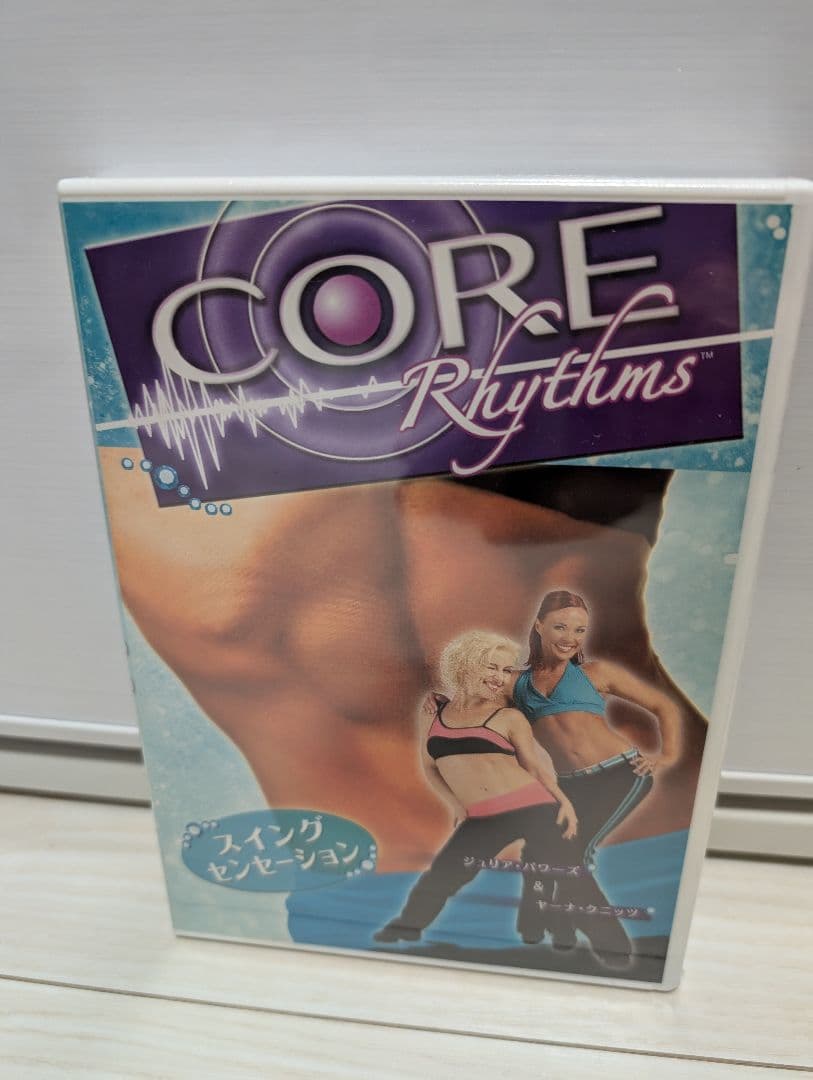 CORE
Rhythms™
スイング
センセーション
ジュリア・パワーズ
&
ヤーナ・クニッツ